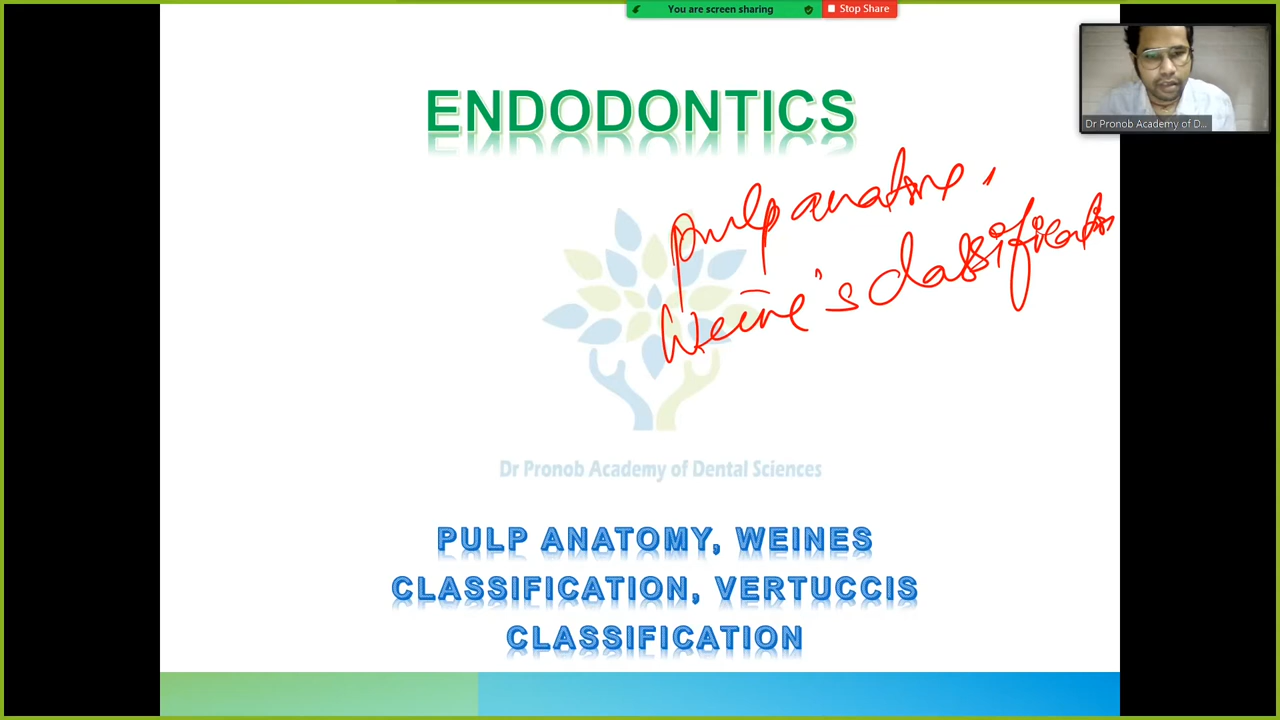 You are screen sharing
Stop Share
Dr Pronob Academy of D...
ENDODONTICS
pulp
Weine's classification
Dr Pronob Academy of Dental Sciences
PULP ANATOMY, WEINES
CLASSIFICATION, VERTUCCIS
CLASSIFICATION